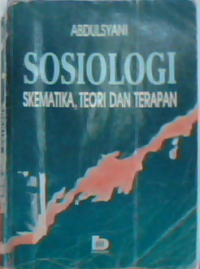 ABDULSYANI
SOSIOLOGI
SKEMATIKA, TEORI DAN TERAPAN